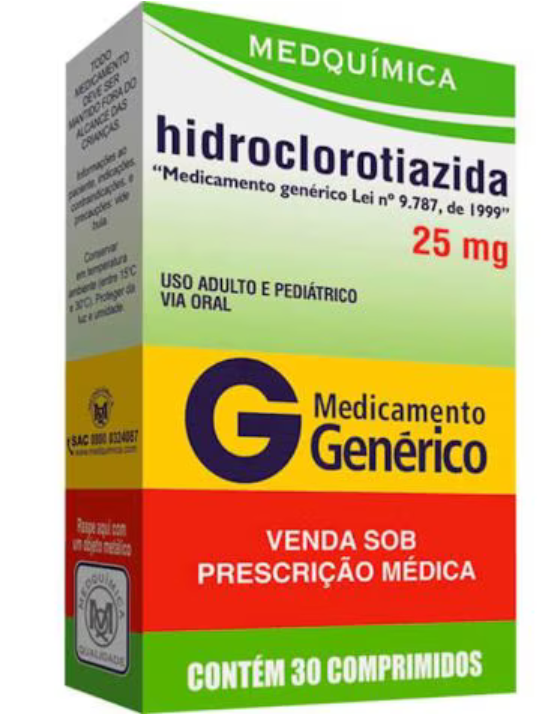 MEDQUÍMICA
hidroclorotiazida
“Medicamento genérico Lei nº 9.787, de 1999”
25 mg
USO ADULTO E PEDIÁTRICO
VIA ORAL
G
Medicamento
Genérico
VENDA SOB
PRESCRIÇÃO MÉDICA
CONTÉM 30 COMPRIMIDOS
TODO
MEDICAMENTO
DEVE SER
MANTIDO FORA DO
ALCANCE DAS
CRIANÇAS.
Informações ao
paciente, indicações,
contraindicações, e
precauções: vide
bula.
Conservar
em temperatura
ambiente (entre 15°C
e 30°C). Proteger da
luz e umidade.
SAC 0800 0324087
www.medquimica.com
Raspe aqui com
um objeto metálico
MEDQUÍMICA
QUALIDADE